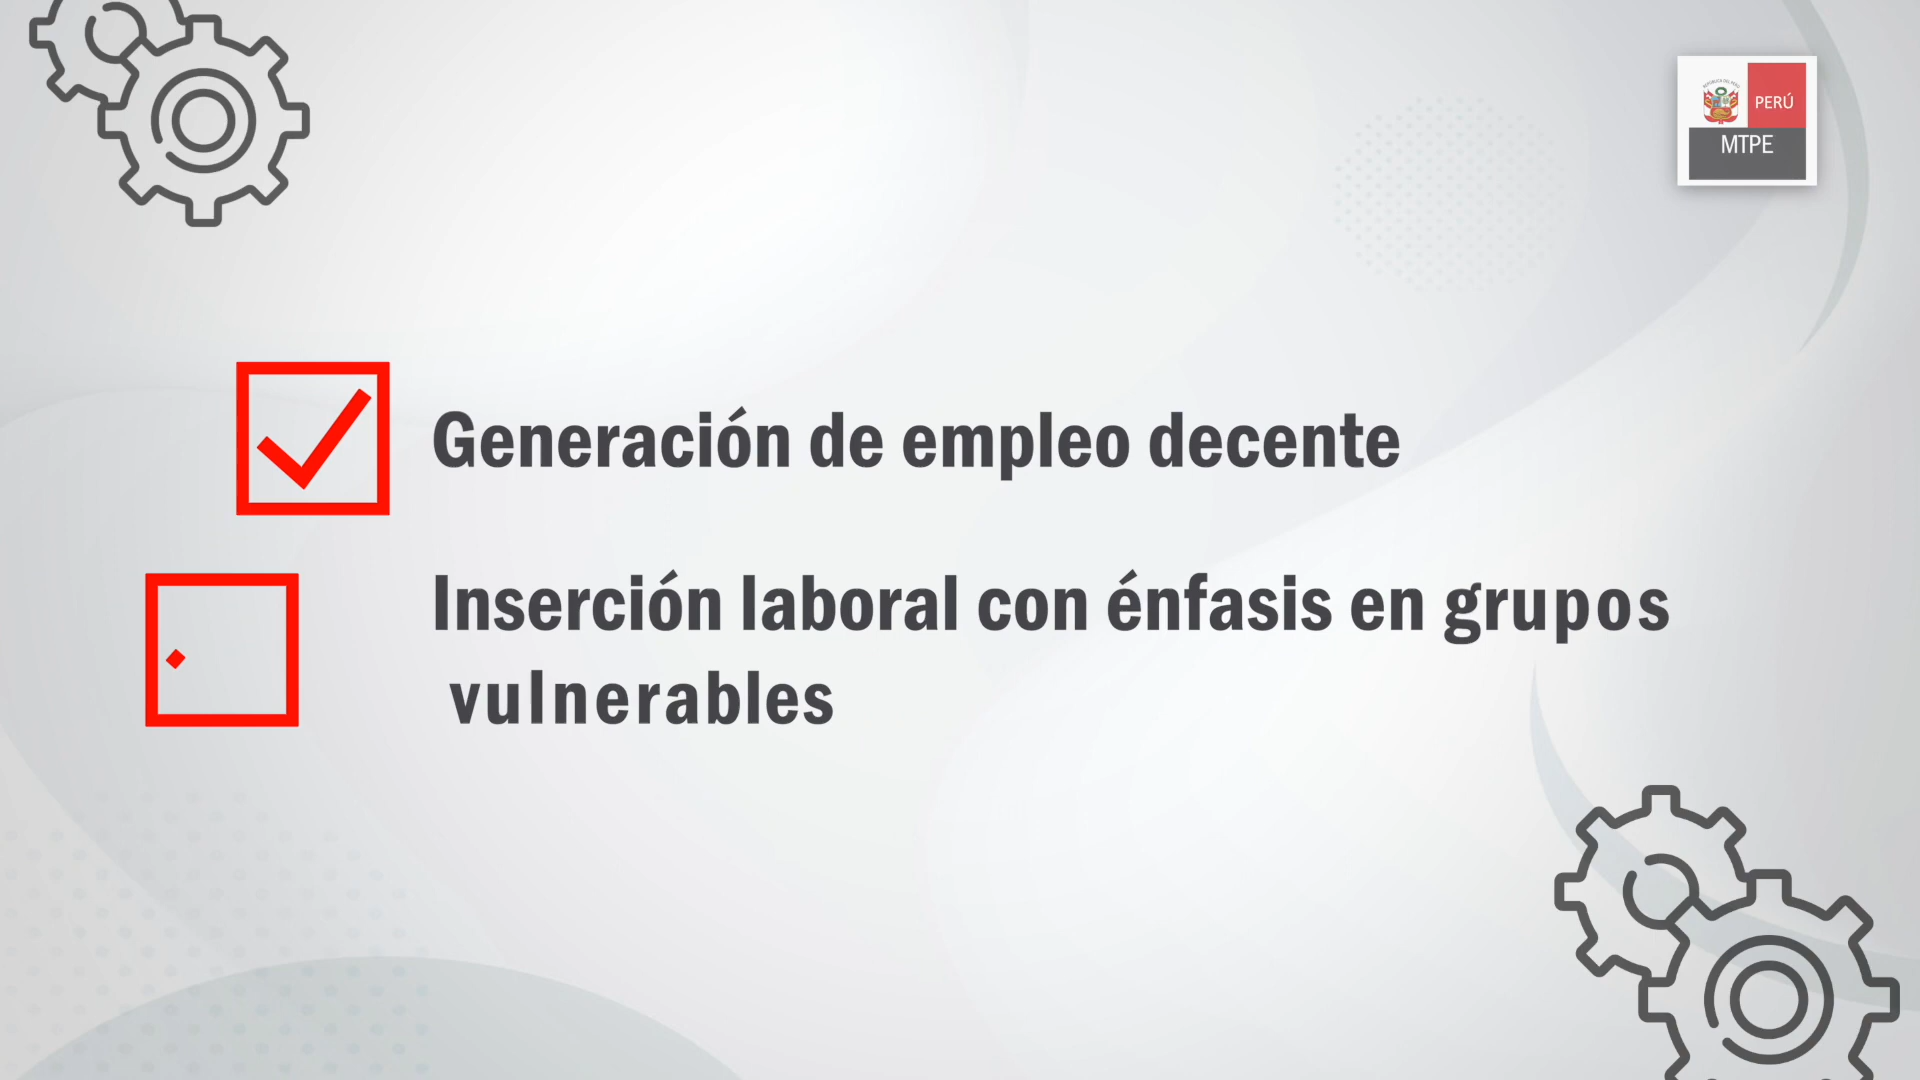 PERÚ
MTPE
Generación de empleo decente
Inserción laboral con énfasis en grupos
vulnerables